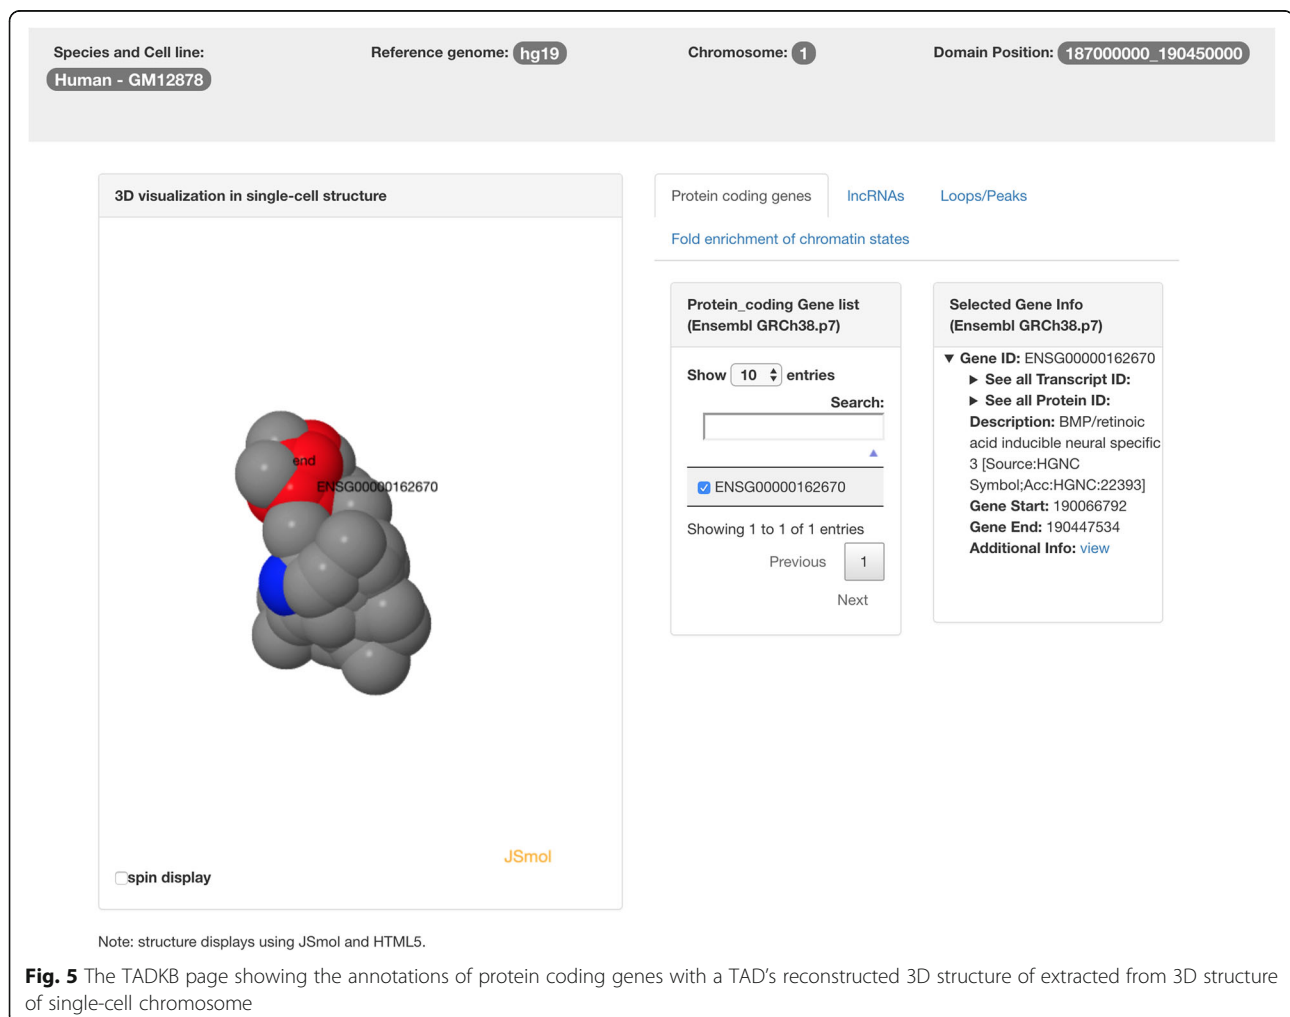 Species and Cell line:
Human - GM12878
Reference genome: hg19
Chromosome: 1
Domain Position: 187000000_190450000
3D visualization in single-cell structure
end
ENSG00000162670
JSmol
spin display
Note: structure displays using JSmol and HTML5.
Protein coding genes
lncRNAs
Loops/Peaks
Fold enrichment of chromatin states
Protein_coding Gene list
(Ensembl GRCh38.p7)
Show 10 entries
Search:
ENSG00000162670
Showing 1 to 1 of 1 entries
Previous
1
Next
Selected Gene Info
(Ensembl GRCh38.p7)
▼ Gene ID: ENSG00000162670
► See all Transcript ID:
► See all Protein ID:
Description: BMP/retinoic
acid inducible neural specific
3 [Source:HGNC
Symbol;Acc:HGNC:22393]
Gene Start: 190066792
Gene End: 190447534
Additional Info: view
Fig. 5 The TADKB page showing the annotations of protein coding genes with a TAD's reconstructed 3D structure of extracted from 3D structure
of single-cell chromosome